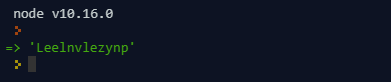 node v10.16.0
>
=> 'Leelnvlezynp'
>